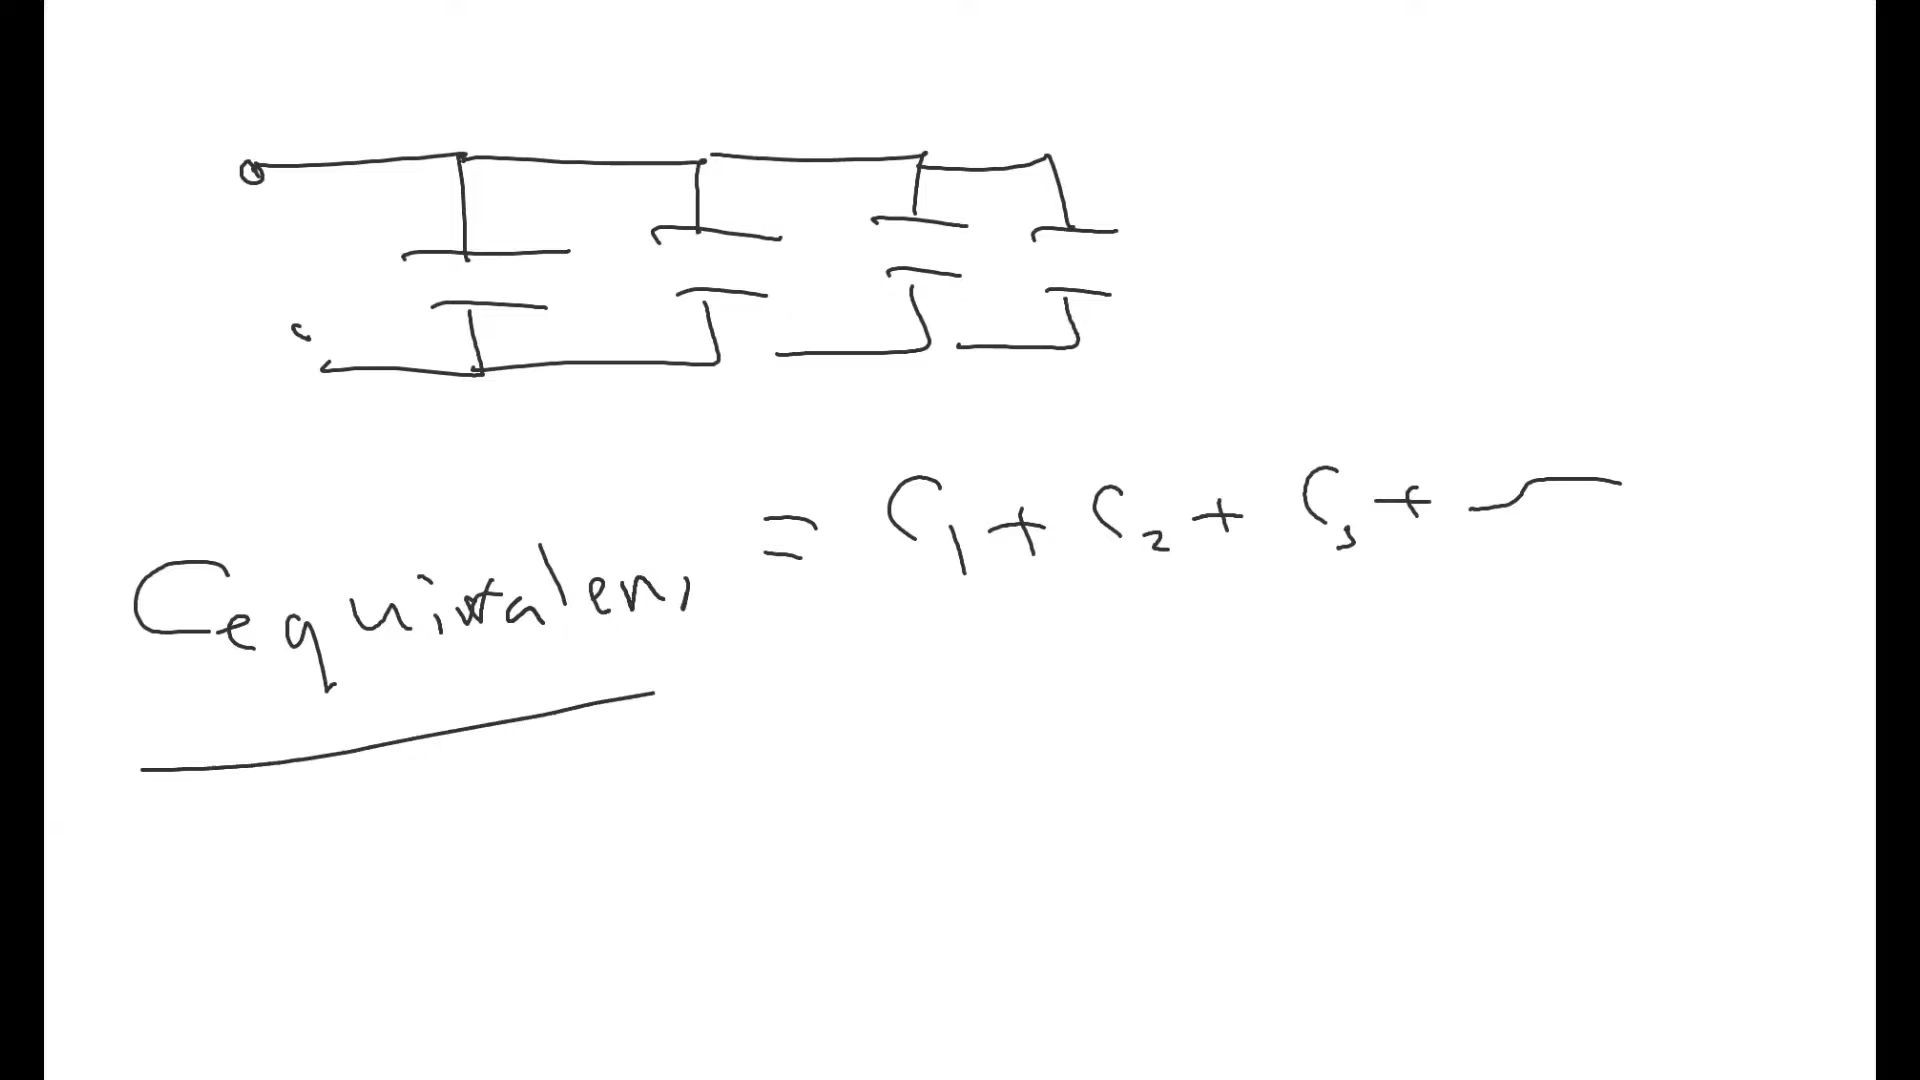 Cequivalent = C₁ + C₂ + C₃ +